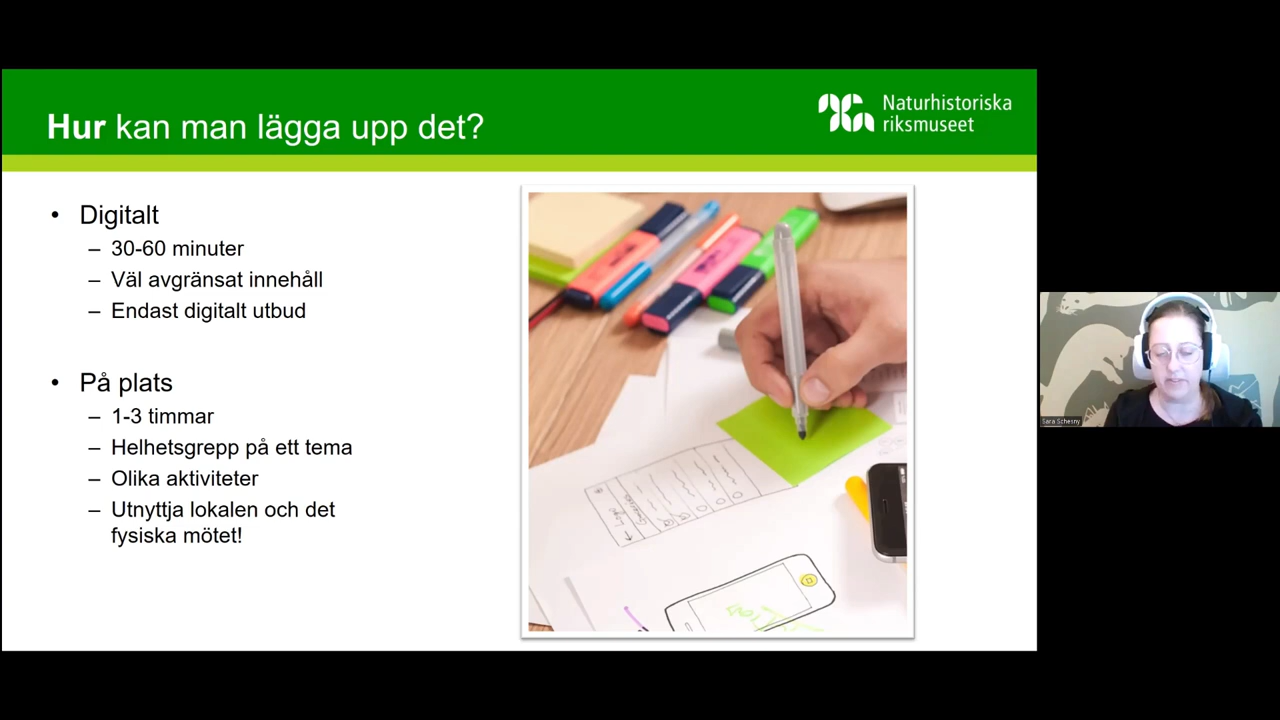 Hur kan man lägga upp det?
Naturhistoriska
riksmuseet
• Digitalt
– 30-60 minuter
– Väl avgränsat innehåll
– Endast digitalt utbud
• På plats
– 1-3 timmar
– Helhetsgrepp på ett tema
– Olika aktiviteter
– Utnyttja lokalen och det
fysiska mötet!
Sara Schesny